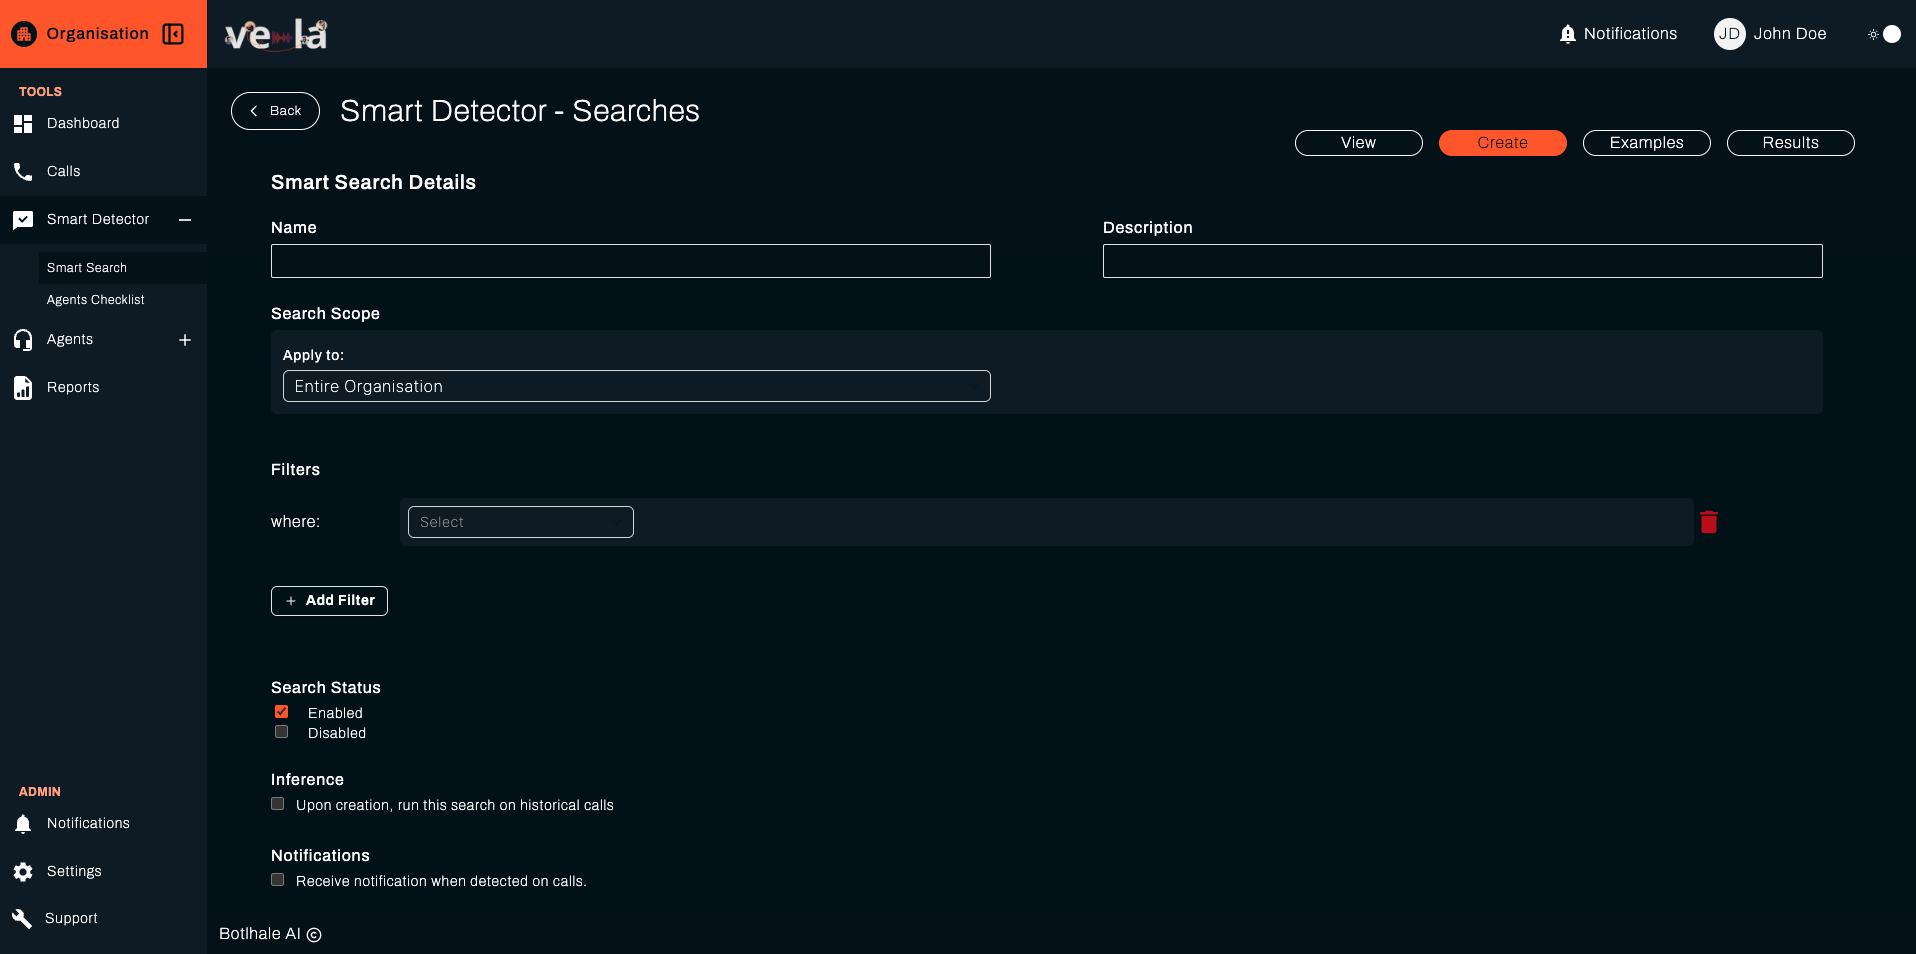 Organisation
vela
Notifications
JD John Doe
TOOLS
Dashboard
Calls
Smart Detector
Smart Search
Agents Checklist
Agents
Reports
ADMIN
Notifications
Settings
Support
Back
Smart Detector - Searches
View Create Examples Results
Smart Search Details
Name Description
Search Scope
Apply to:
Entire Organisation
Filters
where: Select
+ Add Filter
Search Status
Enabled
Disabled
Inference
Upon creation, run this search on historical calls
Notifications
Receive notification when detected on calls.
Botlhale AI ©